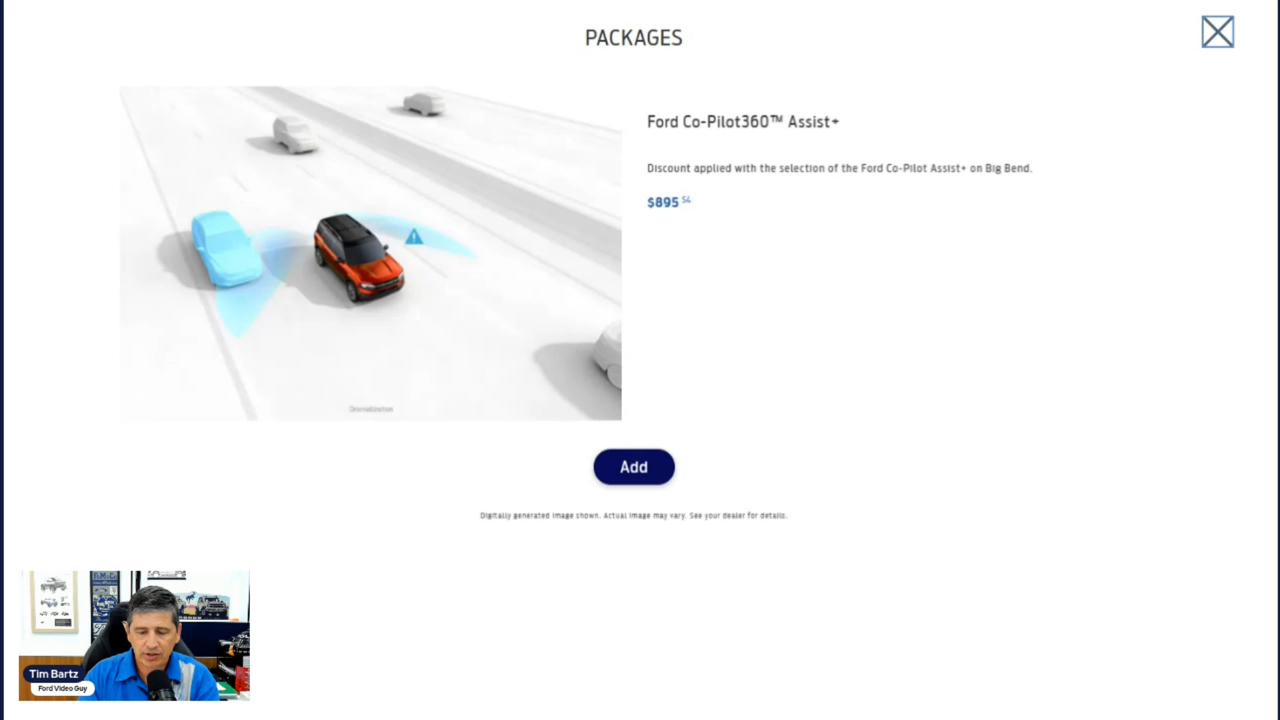 PACKAGES
Ford Co-Pilot360™ Assist+
Discount applied with the selection of the Ford Co-Pilot Assist+ on Big Bend.
$895 54
Add
Digitally generated image shown. Actual image may vary. See your dealer for details.
Tim Bartz
Ford Video Guy